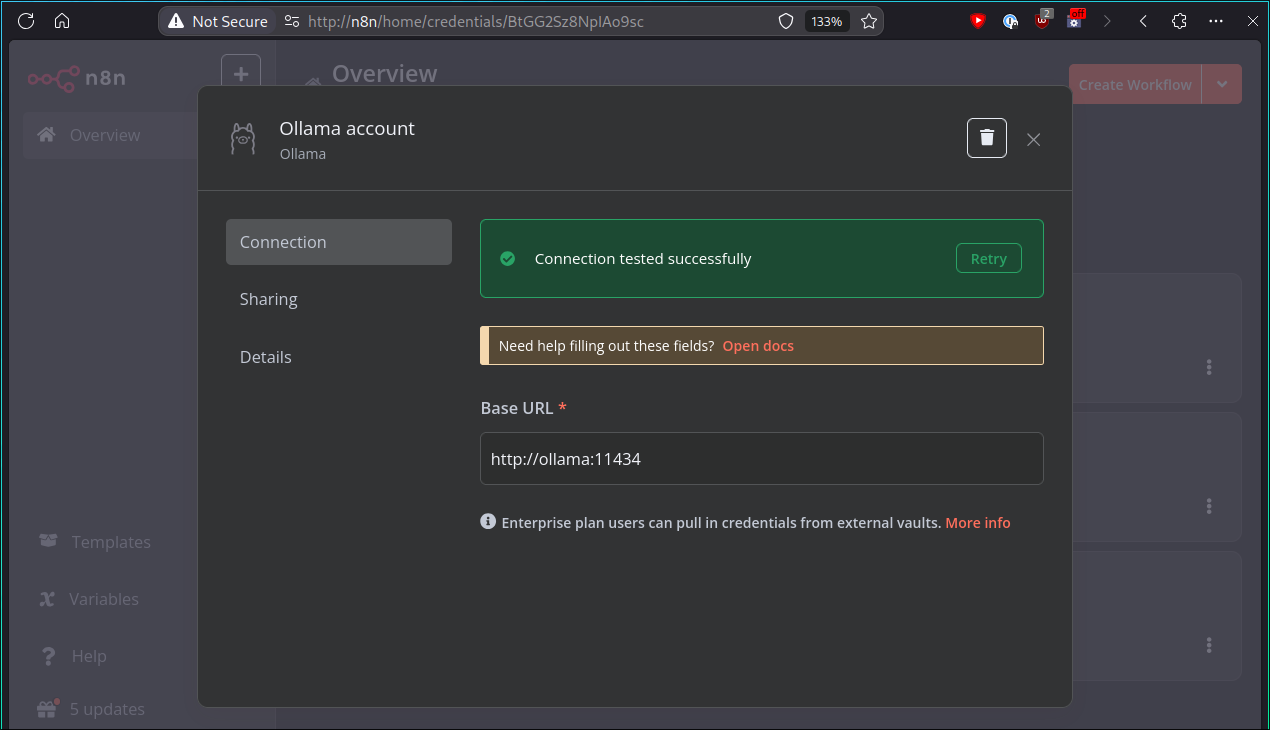 Not Secure
http://n8n/home/credentials/BtGG2Sz8NpIAo9sc
133%
2
off
n8n
Overview
Create Workflow
Overview
Ollama account
Ollama
Connection
Connection tested successfully
Retry
Sharing
Need help filling out these fields? Open docs
Details
Base URL *
http://ollama:11434
Enterprise plan users can pull in credentials from external vaults. More info
Templates
Variables
Help
5 updates